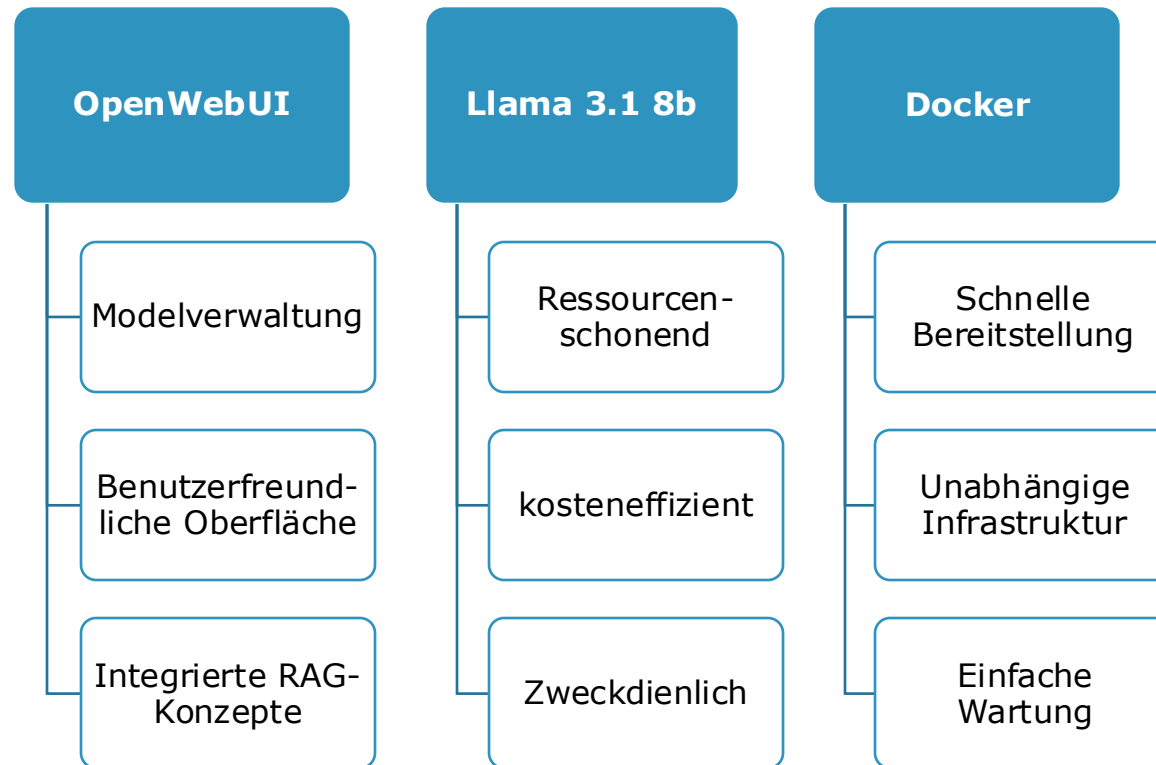 OpenWebUI
Modelverwaltung
Benutzerfreund-
liche Oberfläche
Integrierte RAG-
Konzepte
Llama 3.1 8b
Ressourcen-
schonend
kosteneffizient
Zweckdienlich
Docker
Schnelle
Bereitstellung
Unabhängige
Infrastruktur
Einfache
Wartung